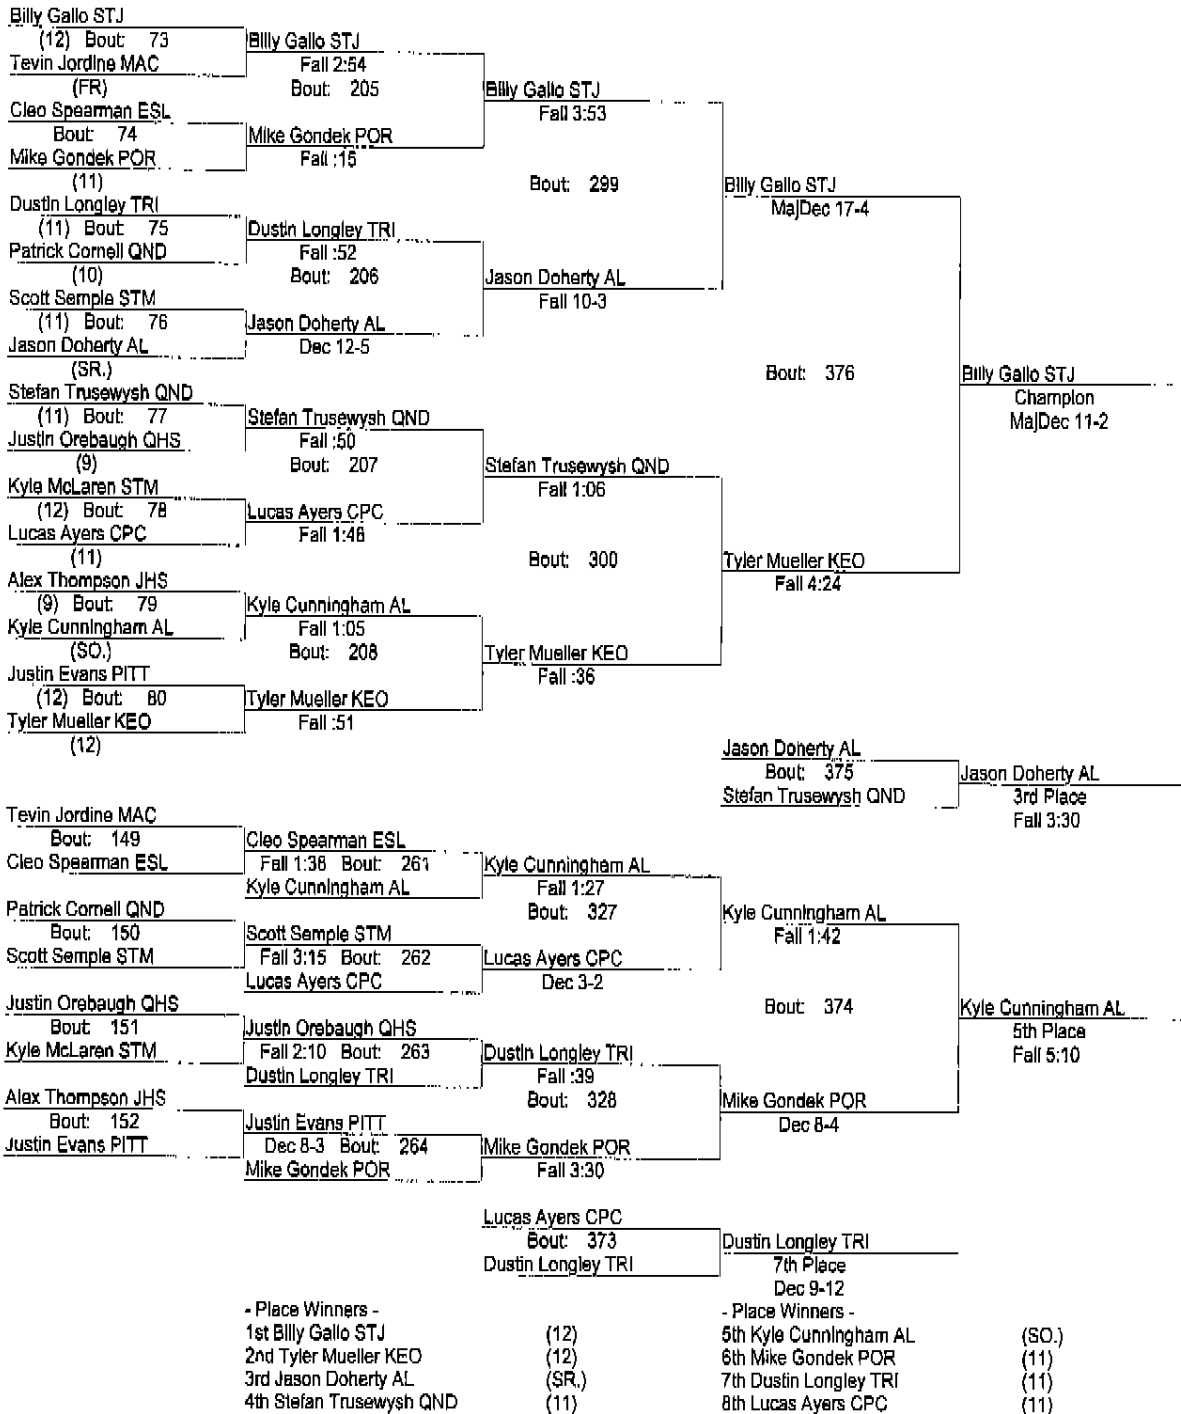 Billy Gallo STJ
(12) Bout: 73
Tevin Jordine MAC
(FR)
Cleo Spearman ESL
Bout: 74
Mike Gondek POR
(11)
Dustin Longley TRI
(11) Bout: 75
Patrick Cornell QND
(10)
Scott Semple STM
(11) Bout: 76
Jason Doherty AL
(SR.)
Stefan Trusewysh QND
(11) Bout: 77
Justin Orebaugh QHS
(9)
Kyle McLaren STM
(12) Bout: 78
Lucas Ayers CPC
(11)
Alex Thompson JHS
(9) Bout: 79
Kyle Cunningham AL
(SO.)
Justin Evans PITT
(12) Bout: 80
Tyler Mueller KEO
(12)
Billy Gallo STJ
Fall 2:54
Bout: 205
Mike Gondek POR
Fall :15
Dustin Longley TRI
Fall :52
Bout: 206
Jason Doherty AL
Dec 12-5
Stefan Trusewysh QND
Fall :50
Bout: 207
Lucas Ayers CPC
Fall 1:46
Kyle Cunningham AL
Fall 1:05
Bout: 208
Tyler Mueller KEO
Fall :51
Billy Gallo STJ
Fall 3:53
Bout: 299
Jason Doherty AL
Fall 10-3
Stefan Trusewysh QND
Fall 1:06
Bout: 300
Tyler Mueller KEO
Fall :36
Billy Gallo STJ
MajDec 17-4
Bout: 376
Tyler Mueller KEO
Fall 4:24
Billy Gallo STJ
Champion
MajDec 11-2
Jason Doherty AL
Bout: 375
Stefan Trusewysh QND
Jason Doherty AL
3rd Place
Fall 3:30
Tevin Jordine MAC
Bout: 149
Cleo Spearman ESL
Patrick Cornell QND
Bout: 150
Scott Semple STM
Justin Orebaugh QHS
Bout: 151
Kyle McLaren STM
Alex Thompson JHS
Bout: 152
Justin Evans PITT
Cleo Spearman ESL
Fall 1:38 Bout: 261
Kyle Cunningham AL
Scott Semple STM
Fall 3:15 Bout: 262
Lucas Ayers CPC
Justin Orebaugh QHS
Fall 2:10 Bout: 263
Dustin Longley TRI
Justin Evans PITT
Dec 8-3 Bout: 264
Mike Gondek POR
Kyle Cunningham AL
Fall 1:27
Bout: 327
Lucas Ayers CPC
Dec 3-2
Dustin Longley TRI
Fall :39
Bout: 328
Mike Gondek POR
Fall 3:30
Kyle Cunningham AL
Fall 1:42
Bout: 374
Mike Gondek POR
Dec 8-4
Kyle Cunningham AL
5th Place
Fall 5:10
Lucas Ayers CPC
Bout: 373
Dustin Longley TRI
Dustin Longley TRI
7th Place
Dec 9-12
- Place Winners -
1st Billy Gallo STJ (12)
2nd Tyler Mueller KEO (12)
3rd Jason Doherty AL (SR.)
4th Stefan Trusewysh QND (11)
- Place Winners -
5th Kyle Cunningham AL (SO.)
6th Mike Gondek POR (11)
7th Dustin Longley TRI (11)
8th Lucas Ayers CPC (11)